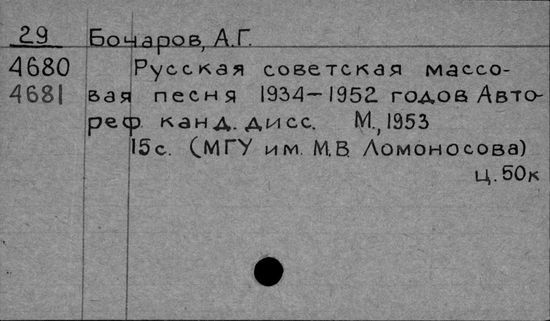 29 Бочаров, А.Г.
4680 Русская советская массо-
4681 вая песня 1934-1952 годов Авто-
реф канд. дисс. М., 1953
15с. (МГУ им. М.В. Ломоносова)
ц. 50к